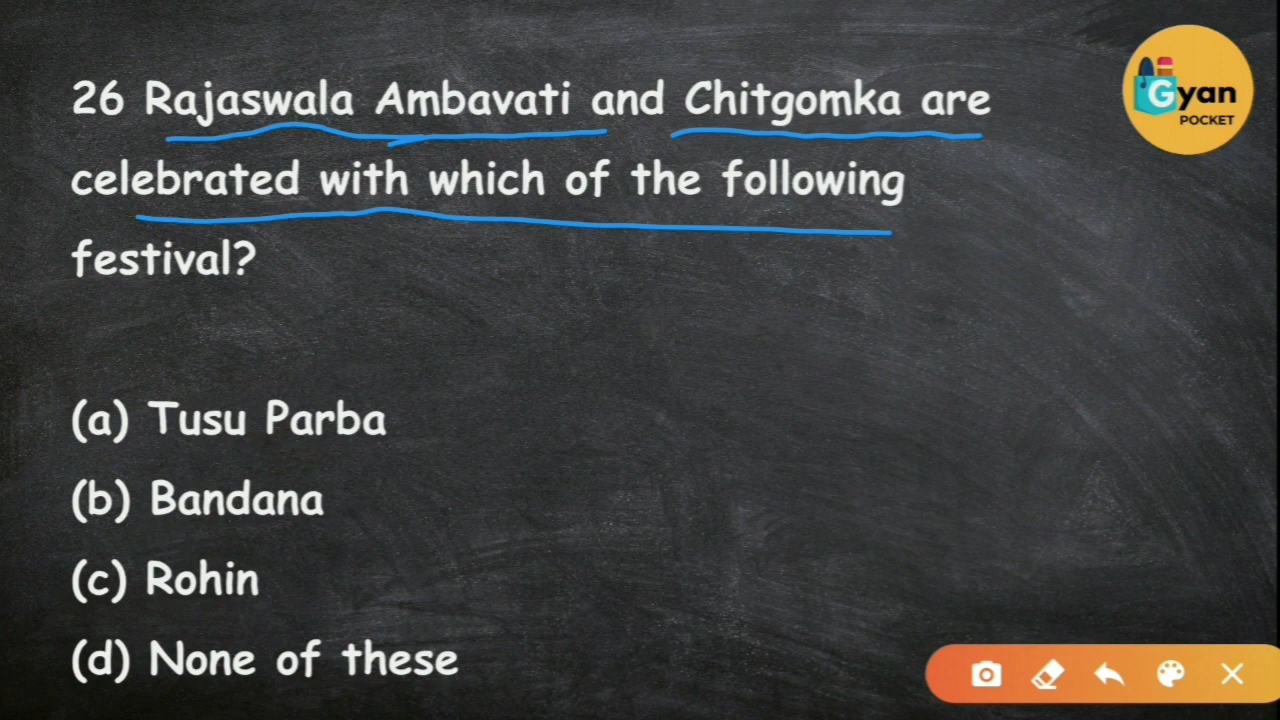 26 Rajaswala Ambavati and Chitgomka are
celebrated with which of the following
festival?
(a) Tusu Parba
(b) Bandana
(c) Rohin
(d) None of these
Gyan
POCKET